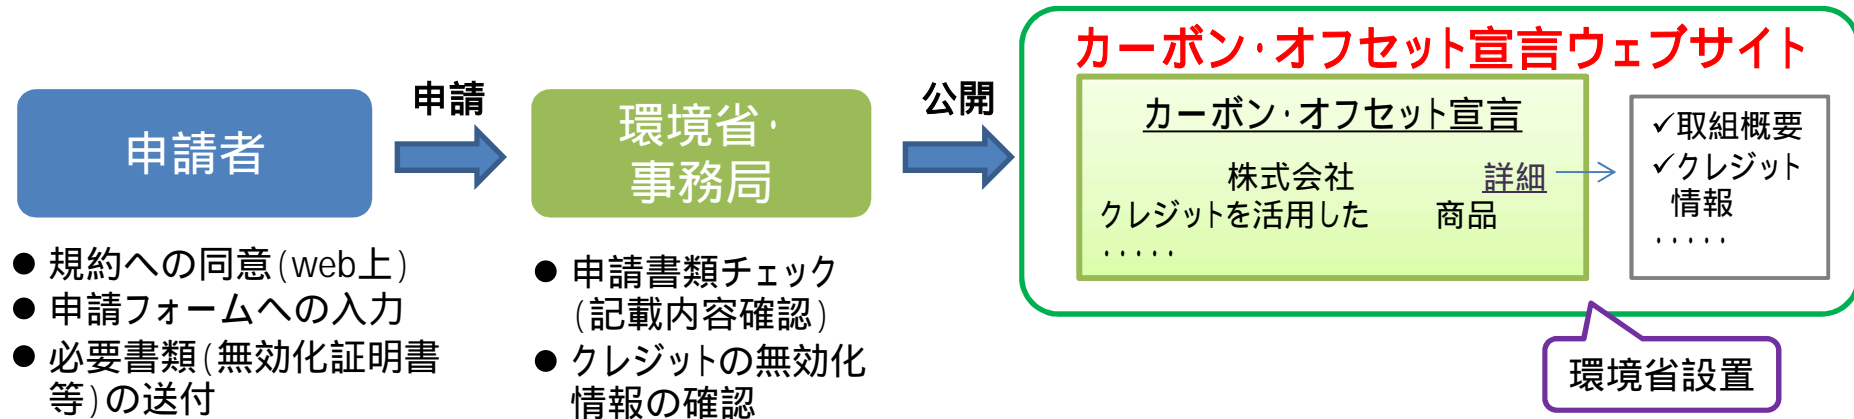 申請者
● 規約への同意(web上)
● 申請フォームへの入力
● 必要書類(無効化証明書
等)の送付
申請
環境省・
事務局
● 申請書類チェック
(記載内容確認)
● クレジットの無効化
情報の確認
公開
カーボン・オフセット宣言ウェブサイト
カーボン・オフセット宣言
株式会社 詳細
クレジットを活用した 商品
・・・・・
✓取組概要
✓クレジット
情報
・・・・・
環境省設置